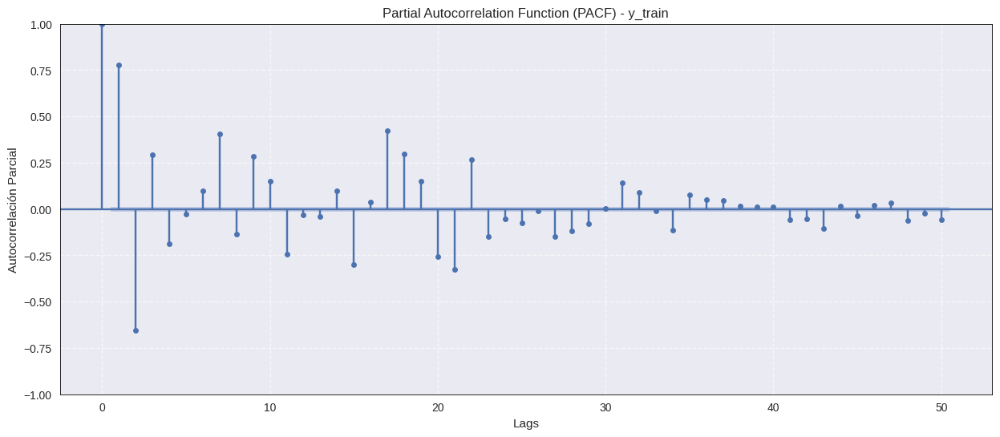 Partial Autocorrelation Function (PACF) - y_train
Autocorrelación Parcial
1.00
0.75
0.50
0.25
0.00
−0.25
−0.50
−0.75
−1.00
0 10 20 30 40 50
Lags